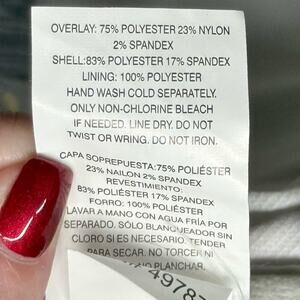 OVERLAY: 75% POLYESTER 23% NYLON
2% SPANDEX
SHELL:83% POLYESTER 17% SPANDEX
LINING: 100% POLYESTER
HAND WASH COLD SEPARATELY.
ONLY NON-CHLORINE BLEACH
IF NEEDED. LINE DRY. DO NOT
TWIST OR WRING. DO NOT IRON.
CAPA SOPREPUESTA:75% POLIÉSTER
23% NAILON 2% SPANDEX
REVESTIMIENTO:
83% POLIÉSTER 17% SPANDEX
FORRO: 100% POLIÉSTER
LAVAR A MANO CON AGUA FRÍA POR
SEPARADO. SÓLO BLANQUEADOR SIN
CLORO SI ES NECESARIO. TENDER
PARA SECAR. NO TORCER NI
PLANCHAR.
4978